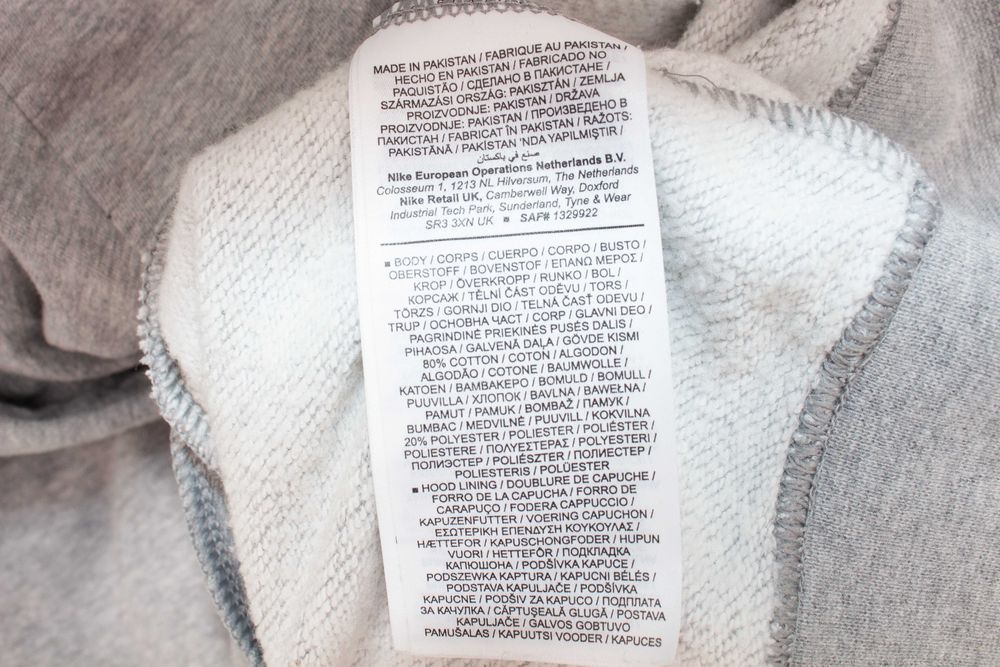 MADE IN PAKISTAN / FABRIQUE AU PAKISTAN /
HECHO EN PAKISTAN / FABRICADO NO
PAQUISTÃO / СДЕЛАНО В ПАКИСТАНЕ /
SZÁRMAZÁSI ORSZÁG: PAKISZTÁN / ZEMLJA
PROIZVODNJE: PAKISTAN / DRŽAVA
PROIZVODNJE: PAKISTAN / ПРОИЗВЕДЕНО В
ПАКИСТАН / FABRICAT ÎN PAKISTAN / RAŽOTS:
PAKISTĀNĀ / PAKİSTAN 'NDA YAPILMIŞTIR /
صنع في باكستان
Nike European Operations Netherlands B.V.
Colosseum 1, 1213 NL Hilversum, The Netherlands
Nike Retail UK, Camberwell Way, Doxford
Industrial Tech Park, Sunderland, Tyne & Wear
SR3 3XN UK ≈ SAF# 1329922
■ BODY / CORPS / CUERPO / CORPO / BUSTO /
OBERSTOFF / BOVENSTOF / ΕΠΑΝΩ ΜΕΡΟΣ /
KROP / ÖVERKROPP / RUNKO / BOL /
КОРСАЖ / TĚLNÍ ČÁST ODĚVU / TORS /
TÖRZS / GORNJI DIO / TELNÁ ČASŤ ODEVU /
TRUP / ОСНОВНА ЧАСТ / CORP / GLAVNI DEO /
PAGRINDINĖ PRIEKINĖS PUSĖS DALIS /
PIHAOSA / GALVENĀ DAĻA / GÖVDE KISMI
80% COTTON / COTON / ALGODON /
ALGODÃO / COTONE / BAUMWOLLE /
KATOEN / ΒΑΜΒΑΚΕΡΟ / BOMULD / BOMULL /
PUUVILLA / ХЛОПОК / BAVLNA / BAWEŁNA /
PAMUT / PAMUK / BOMBAŽ / ПАМУК /
BUMBAC / MEDVILNĖ / PUUVILL / KOKVILNA
20% POLYESTER / POLIESTER / POLIÉSTER /
POLIESTERE / ΠΟΛΥΕΣΤΕΡΑΣ / POLYESTERI /
ПОЛИЭСТЕР / POLIÉSZTER / ПОЛИЕСТЕР /
POLIESTERIS / POLÜESTER
■ HOOD LINING / DOUBLURE DE CAPUCHE /
FORRO DE LA CAPUCHA / FORRO DE
CARAPUÇO / FODERA CAPPUCCIO /
KAPUZENFUTTER / VOERING CAPUCHON /
ΕΣΩΤΕΡΙΚΗ ΕΠΕΝΔΥΣΗ ΚΟΥΚΟΥΛΑΣ /
HÆTTEFOR / KAPUSCHONGFODER / HUPUN
VUORI / HETTEFÔR / ПОДКЛАДКА
КАПЮШОНА / PODŠÍVKA KAPUCE /
PODSZEWKA KAPTURA / KAPUCNI BÉLÉS /
PODSTAVA KAPULJAČE / PODŠÍVKA
KAPUCNE / PODŠIV ZA KAPUCO / ПОДПЛАТА
ЗА КАЧУЛКА / CĂPTUŞEALĂ GLUGĂ / POSTAVA
KAPULJAČE / GALVOS GOBTUVO
PAMUŠALAS / KAPUUTSI VOODER / KAPUCES